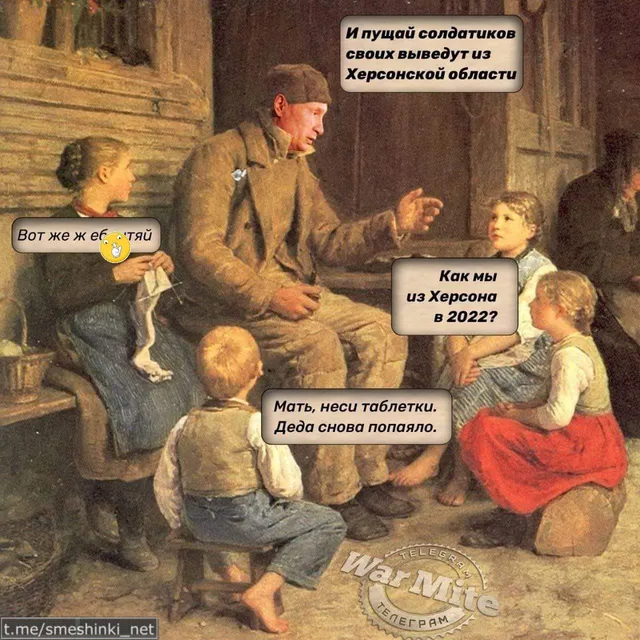 И пущай солдатиков
своих выведут из
Херсонской области
Вот же ж
Как мы
из Херсона
в 2022?
Мать, неси таблетки.
Деда снова попаяло.
TELEGRAM
War Mite
ТЕЛЕГРАМ
t.me/smeshinki_net